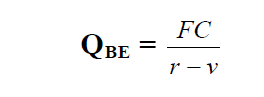 Q_BE = FC / (r − v)